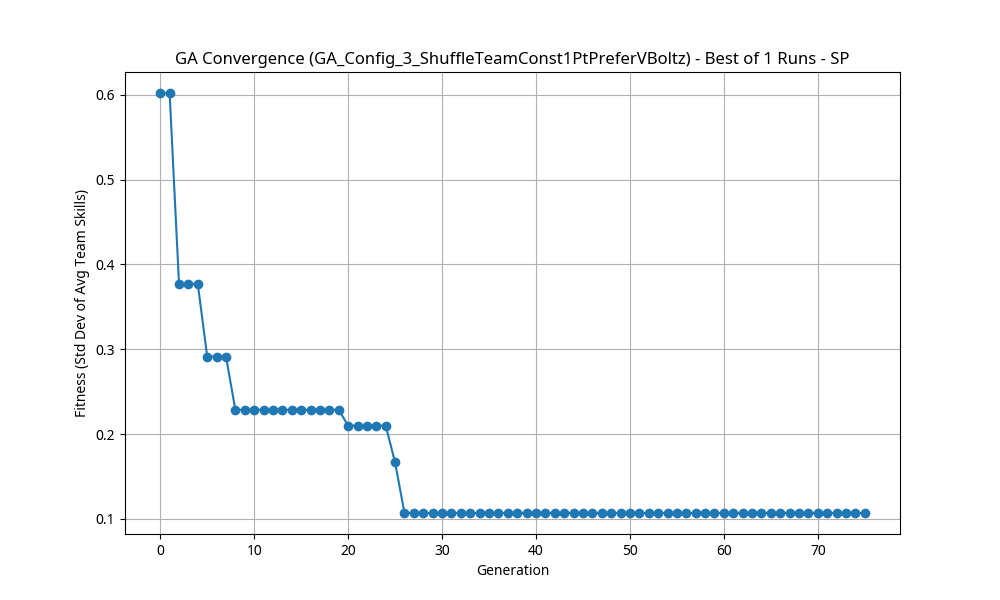 GA Convergence (GA_Config_3_ShuffleTeamConst1PtPreferVBoltz) - Best of 1 Runs - SP
Fitness (Std Dev of Avg Team Skills)
0.6
0.5
0.4
0.3
0.2
0.1
0 10 20 30 40 50 60 70
Generation